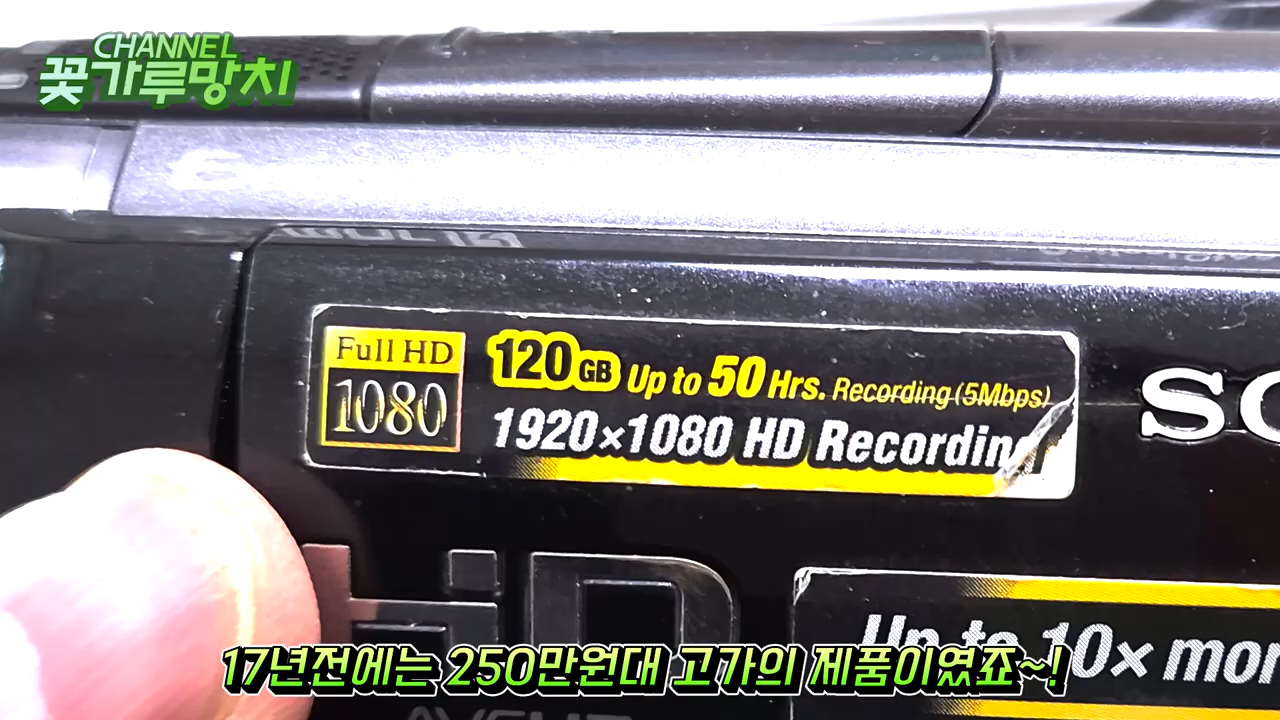 CHANNEL
꽃가루망치
Full HD
1080
120GB Up to 50 Hrs. Recording (5Mbps)
1920×1080 HD Recording
SO
HD
Up to 10× mor
17년전에는 250만원대 고가의 제품이였죠~!